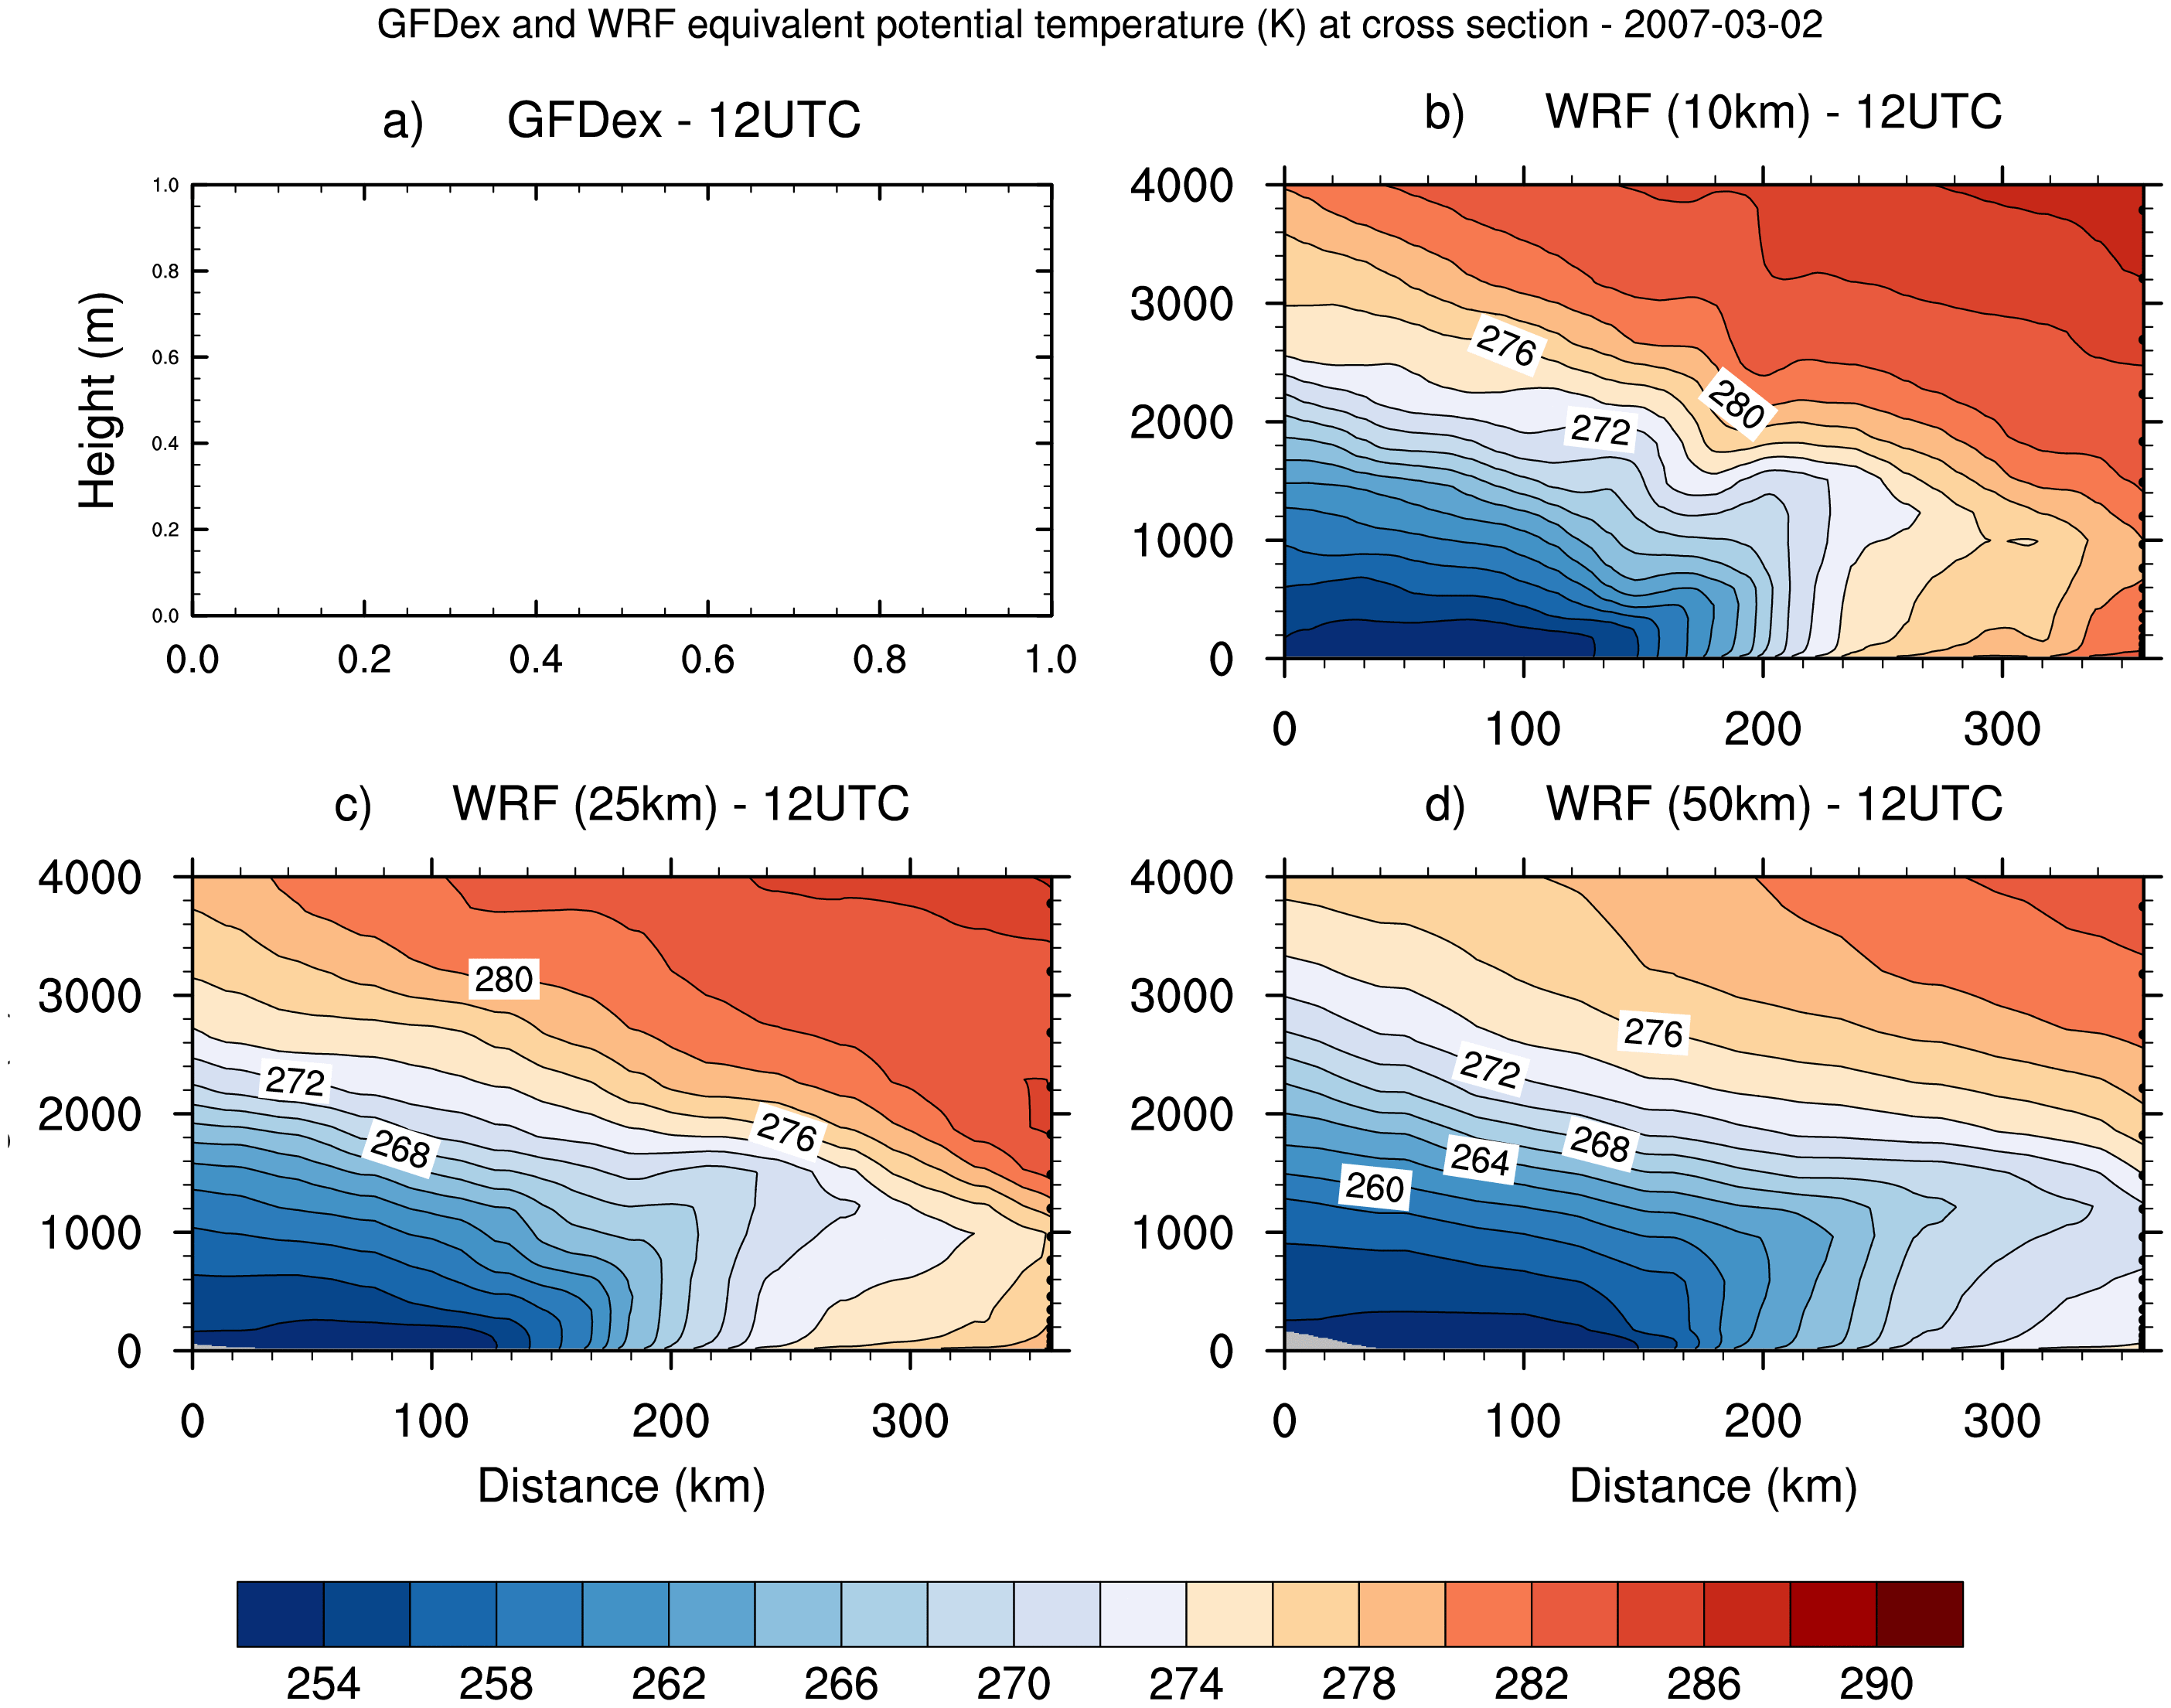 GFDex and WRF equivalent potential temperature (K) at cross section - 2007-03-02
a) GFDex - 12UTC
b) WRF (10km) - 12UTC
Height (m)
1.0
0.8
0.6
0.4
0.2
0.0
0.0 0.2 0.4 0.6 0.8 1.0
4000
3000
2000
1000
0
276
280
272
0 100 200 300
c) WRF (25km) - 12UTC
d) WRF (50km) - 12UTC
4000
3000
2000
1000
0
280
272
276
268
0 100 200 300
Distance (km)
4000
3000
2000
1000
0
276
272
268
264
260
0 100 200 300
Distance (km)
254 258 262 266 270 274 278 282 286 290